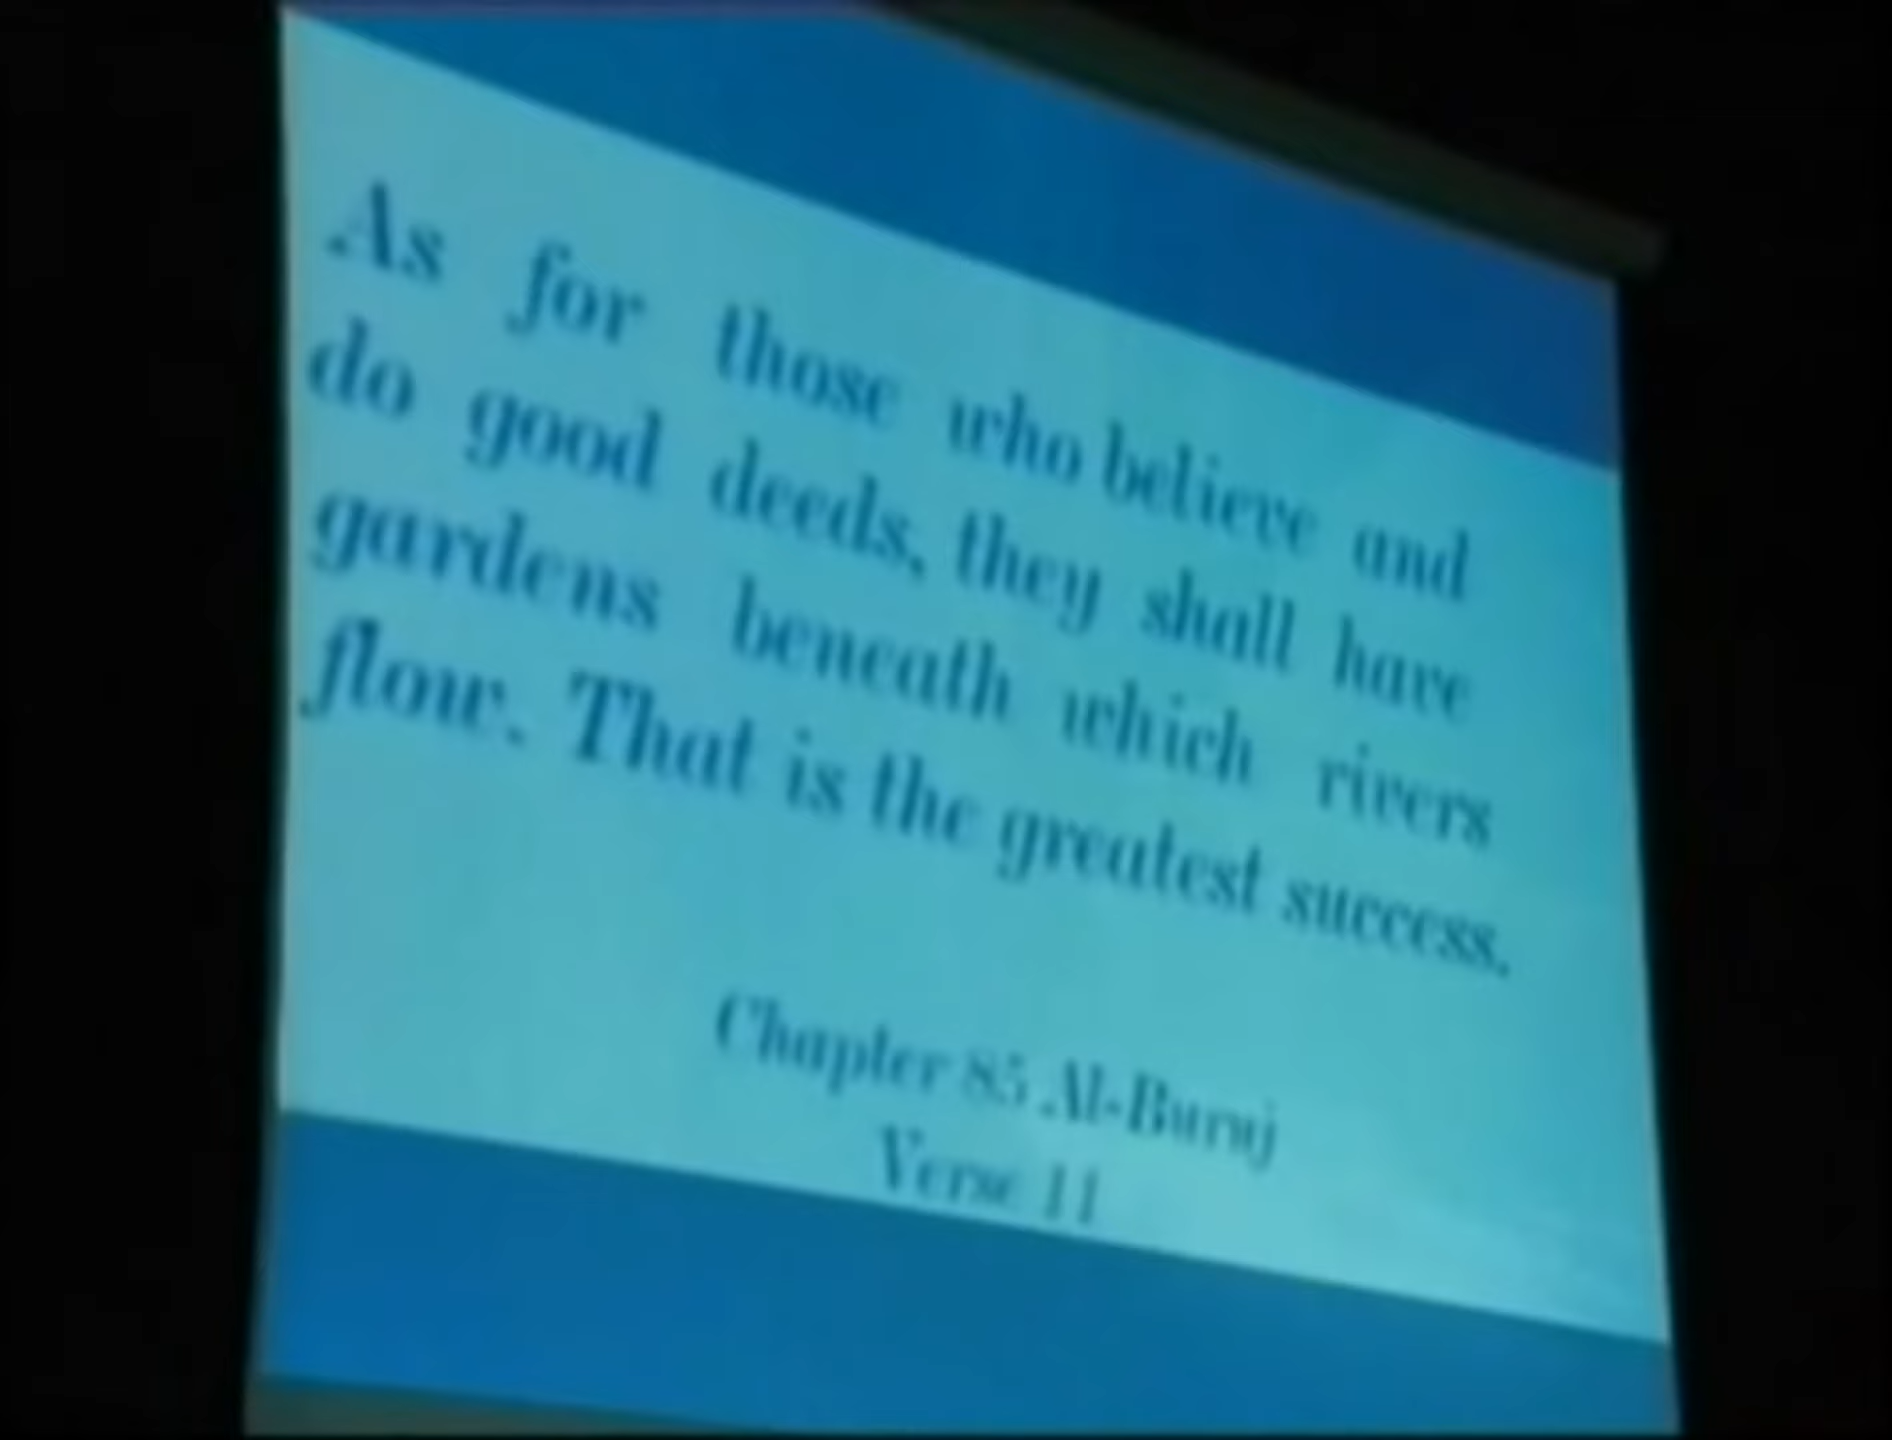 As for those who believe and
do good deeds, they shall have
gardens beneath which rivers
flow. That is the greatest success.
Chapter 85 Al-Buruj
Verse 11